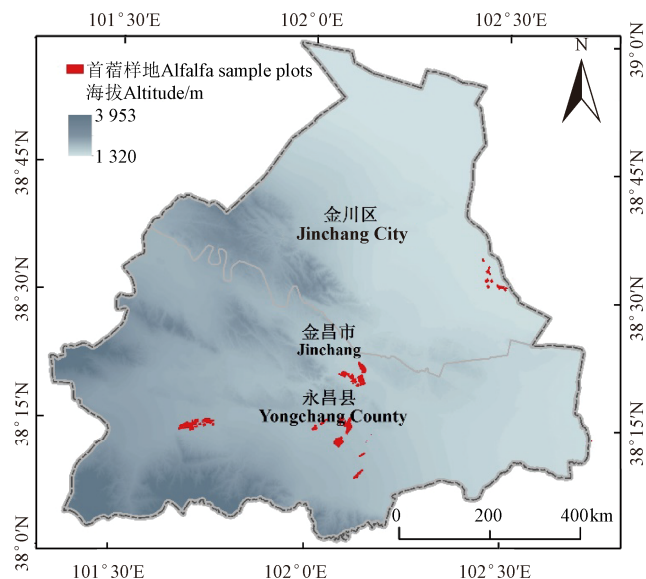 101°30′E 102°0′E 102°30′E
N
39°0′N
首蓿样地Alfalfa sample plots
海拔Altitude/m
3 953
1 320
38°45′N
38°45′N
金川区
Jinchang City
38°30′N
38°30′N
金昌市
Jinchang
永昌县
Yongchang County
38°15′N
38°15′N
0 200 400km
38°0′N
101°30′E 102°0′E 102°30′E